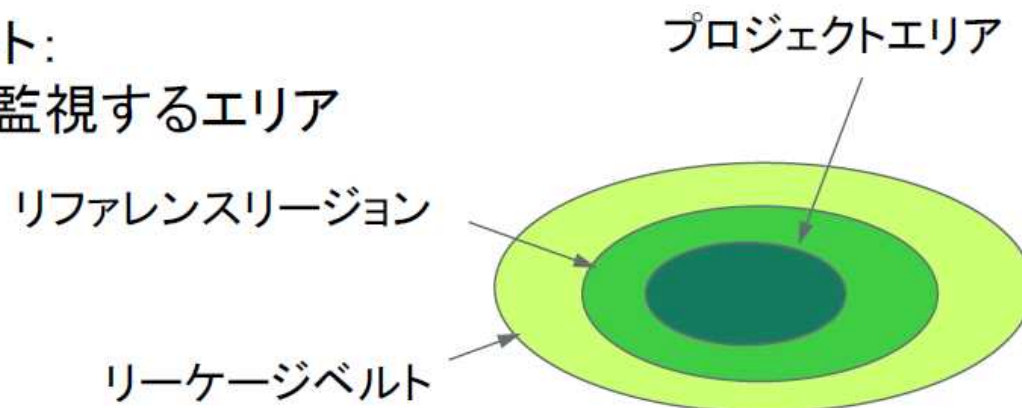 ト:
監視するエリア
プロジェクトエリア
リファレンスリージョン
リーケージベルト